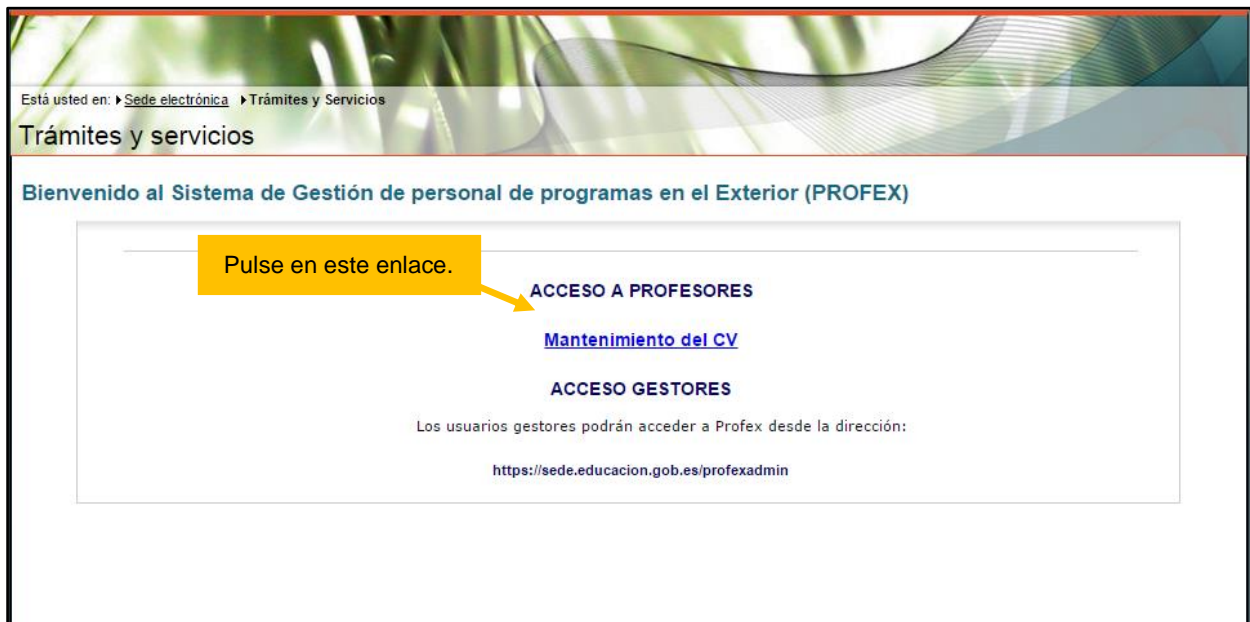 Está usted en: Sede electrónica Trámites y Servicios
Trámites y servicios
Bienvenido al Sistema de Gestión de personal de programas en el Exterior (PROFEX)
Pulse en este enlace.
ACCESO A PROFESORES
Mantenimiento del CV
ACCESO GESTORES
Los usuarios gestores podrán acceder a Profex desde la dirección:
https://sede.educacion.gob.es/profexadmin